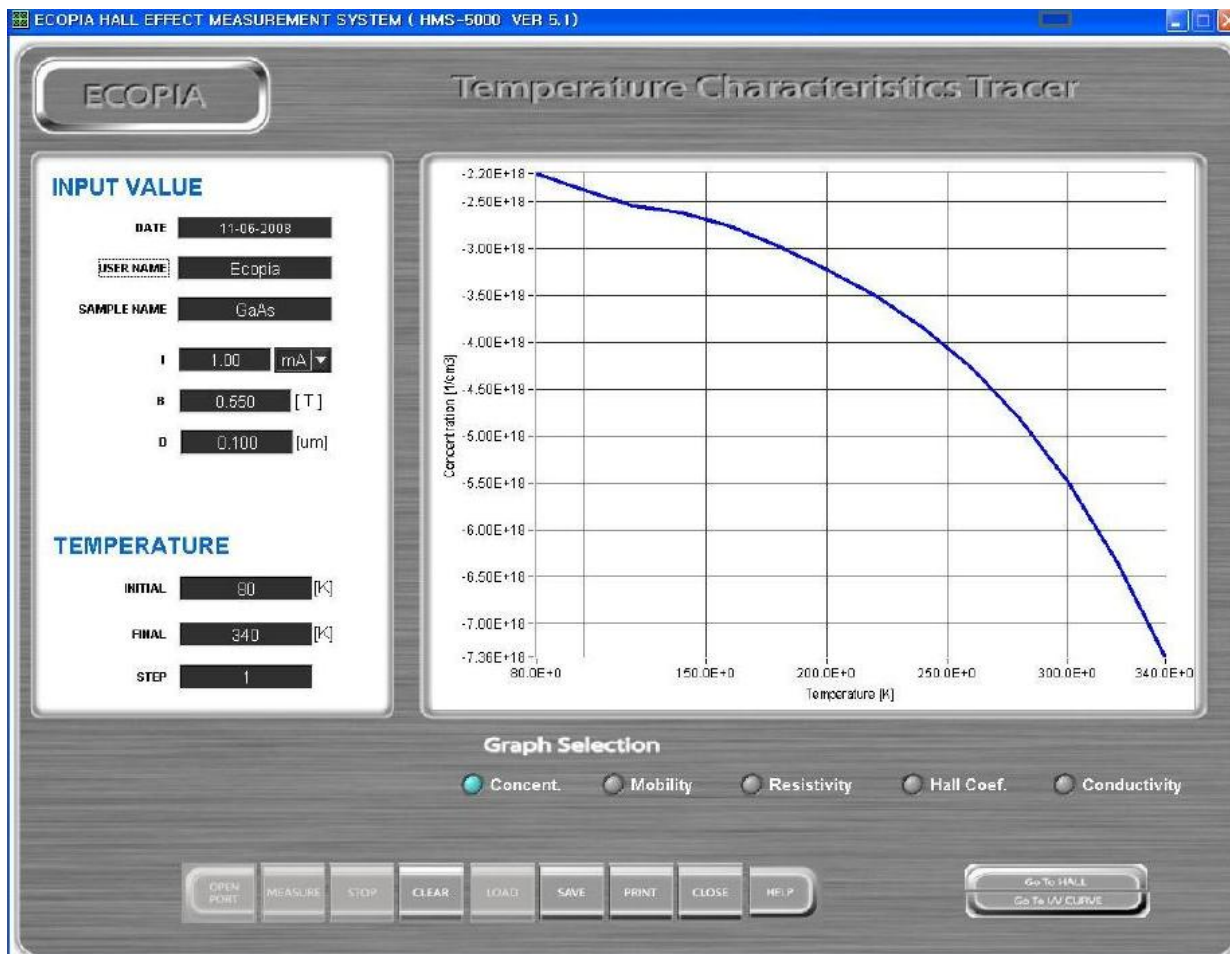 ECOPIA HALL EFFECT MEASUREMENT SYSTEM ( HMS-5000 VER 5.1)
ECOPIA
Temperature Characteristics Tracer
INPUT VALUE
DATE 11-06-2008
USER NAME Ecopia
SAMPLE NAME GaAs
I 1.00 mA
B 0.550 [T]
D 0.100 [um]
TEMPERATURE
INITIAL 80 [K]
FINAL 340 [K]
STEP 1
Concentration [1/cm3]
-2.20E+18
-2.50E+18
-3.00E+18
-3.50E+18
-4.00E+18
-4.50E+18
-5.00E+18
-5.50E+18
-6.00E+18
-6.50E+18
-7.00E+18
-7.36E+18
80.0E+0 150.0E+0 200.0E+0 250.0E+0 300.0E+0 340.0E+0
Temperature [K]
Graph Selection
Concent. Mobility Resistivity Hall Coef. Conductivity
OPEN PORT MEASURE STOP CLEAR LOAD SAVE PRINT CLOSE HELP
Go To HALL
Go To I/V CURVE